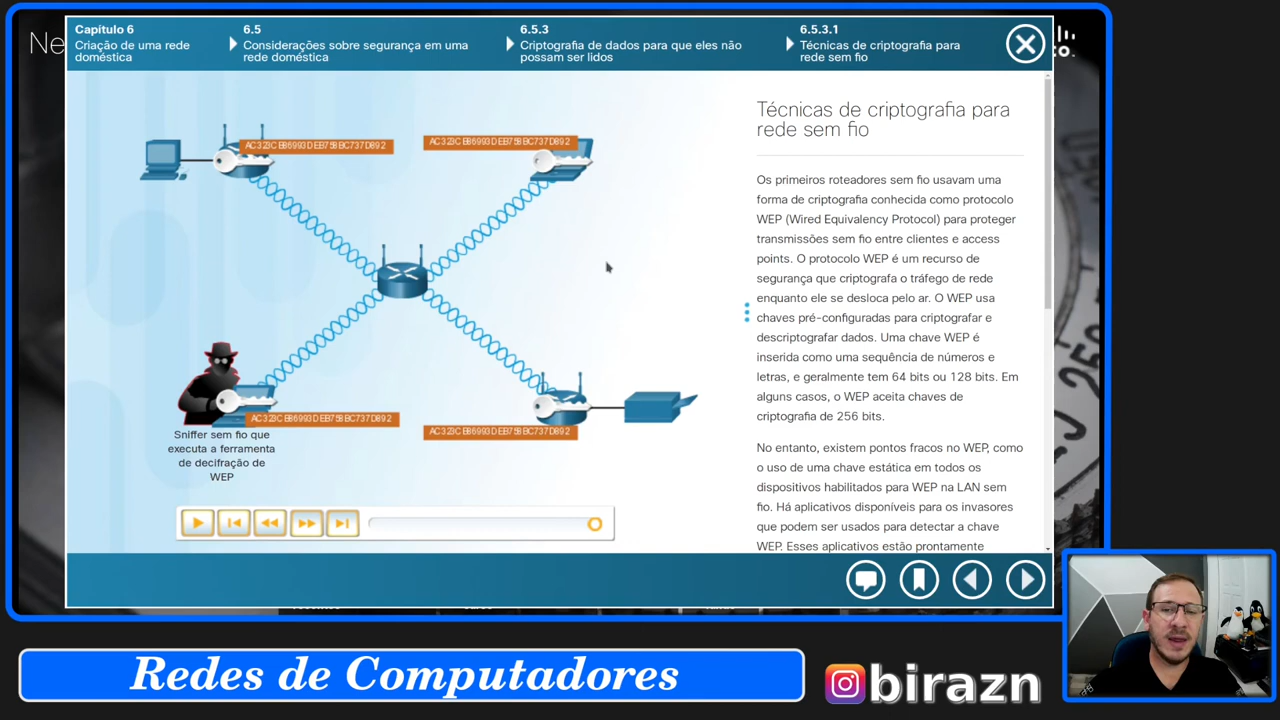 Ne
Capítulo 6
Criação de uma rede
doméstica
6.5
Considerações sobre segurança em uma
rede doméstica
6.5.3
Criptografia de dados para que eles não
possam ser lidos
6.5.3.1
Técnicas de criptografia para
rede sem fio
AC323CB86993DEB758BC737D892
AC323CB86993DEB758BC737D892
AC323CB86993DEB758BC737D892
AC323CB86993DEB758BC737D892
Sniffer sem fio que
executa a ferramenta
de decifração de
WEP
Técnicas de criptografia para
rede sem fio
Os primeiros roteadores sem fio usavam uma
forma de criptografia conhecida como protocolo
WEP (Wired Equivalency Protocol) para proteger
transmissões sem fio entre clientes e access
points. O protocolo WEP é um recurso de
segurança que criptografa o tráfego de rede
enquanto ele se desloca pelo ar. O WEP usa
chaves pré-configuradas para criptografar e
descriptografar dados. Uma chave WEP é
inserida como uma sequência de números e
letras, e geralmente tem 64 bits ou 128 bits. Em
alguns casos, o WEP aceita chaves de
criptografia de 256 bits.
No entanto, existem pontos fracos no WEP, como
o uso de uma chave estática em todos os
dispositivos habilitados para WEP na LAN sem
fio. Há aplicativos disponíveis para os invasores
que podem ser usados para detectar a chave
WEP. Esses aplicativos estão prontamente
Redes de Computadores
birazn